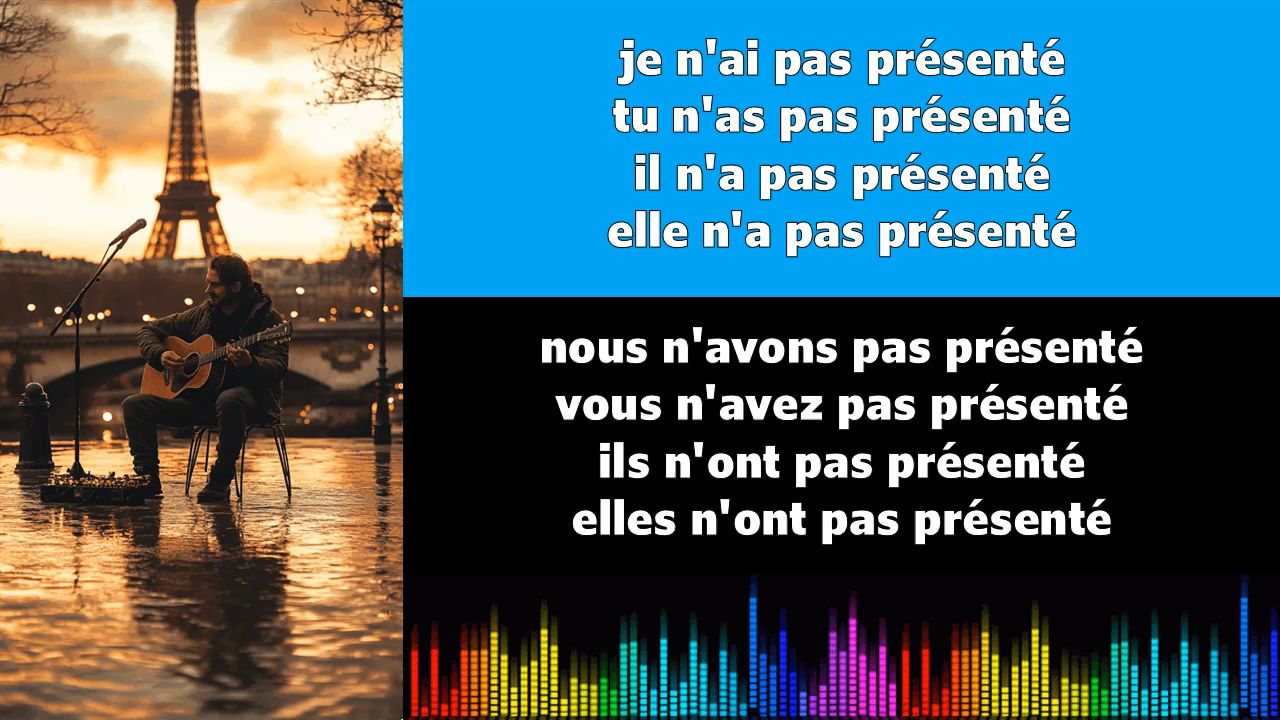 je n'ai pas présenté
tu n'as pas présenté
il n'a pas présenté
elle n'a pas présenté
nous n'avons pas présenté
vous n'avez pas présenté
ils n'ont pas présenté
elles n'ont pas présenté